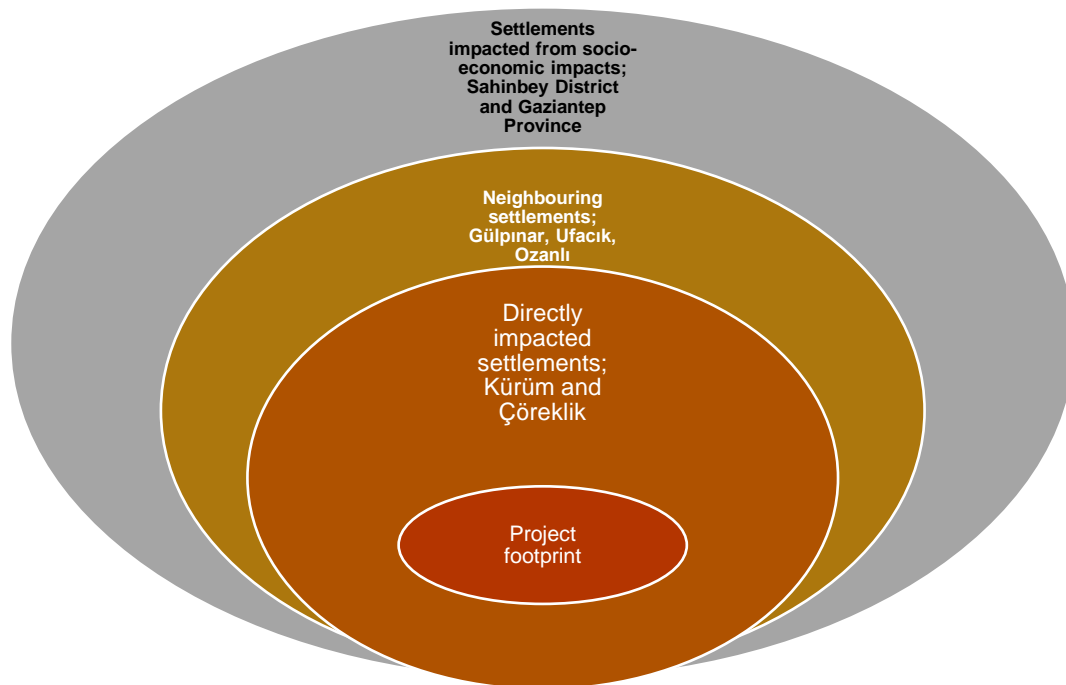 Settlements
impacted from socio-
economic impacts;
Sahinbey District
and Gaziantep
Province
Neighbouring
settlements;
Gülpınar, Ufacık,
Ozanlı
Directly
impacted
settlements;
Kürüm and
Çöreklik
Project
footprint